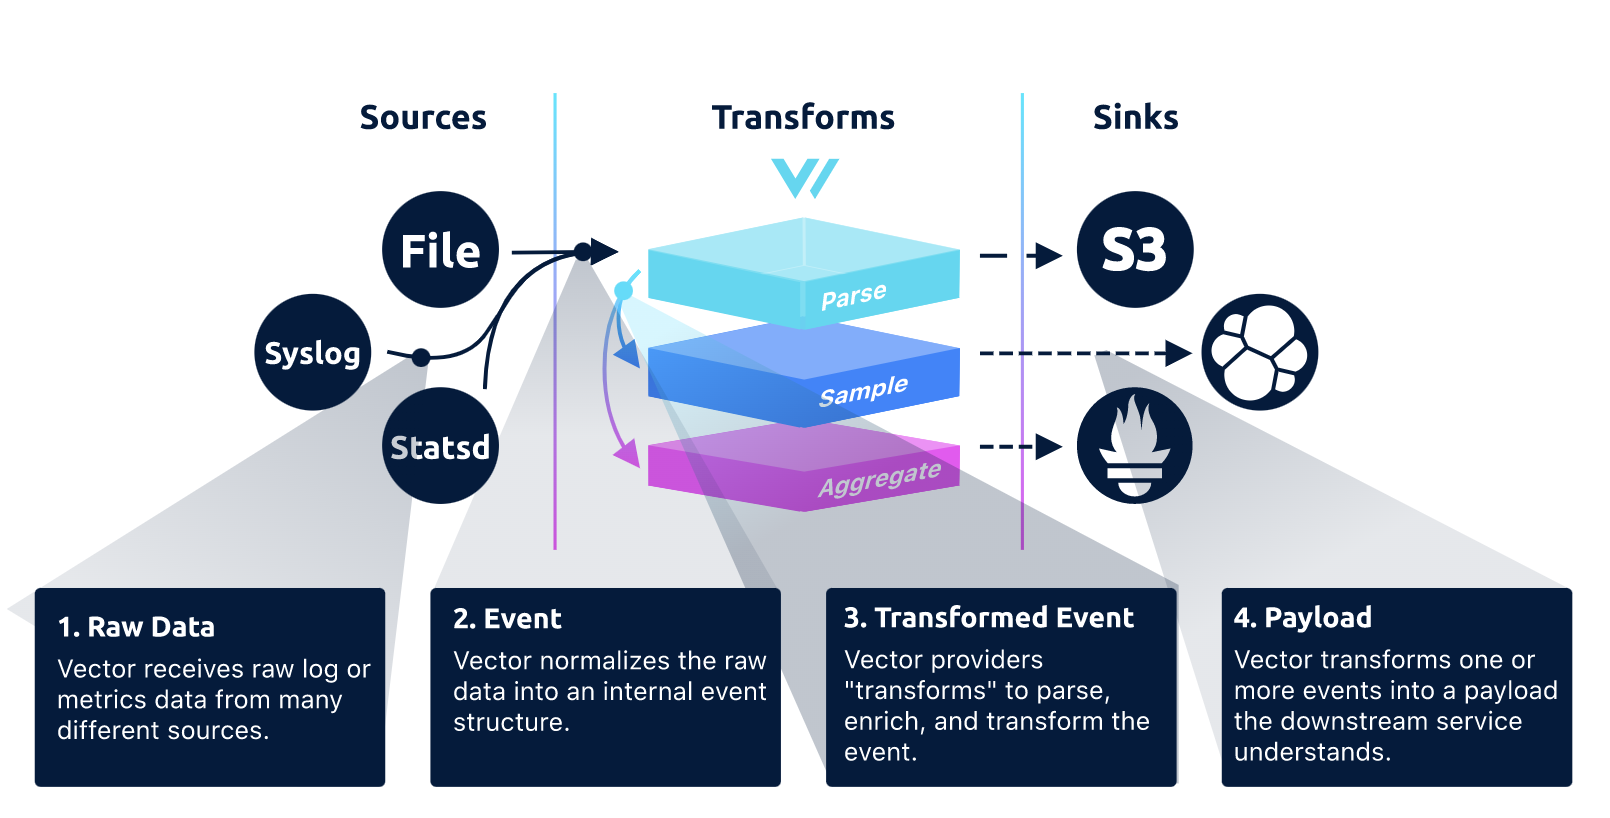 Sources
Transforms
Sinks
File
Syslog
Statsd
Parse
Sample
Aggregate
S3
1. Raw Data
Vector receives raw log or
metrics data from many
different sources.
2. Event
Vector normalizes the raw
data into an internal event
structure.
3. Transformed Event
Vector providers
"transforms" to parse,
enrich, and transform the
event.
4. Payload
Vector transforms one or
more events into a payload
the downstream service
understands.